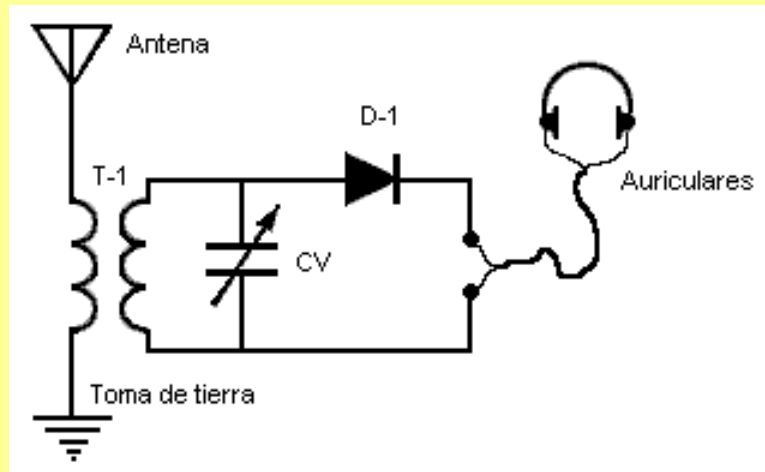 Antena
D-1
T-1
Auriculares
CV
Toma de tierra